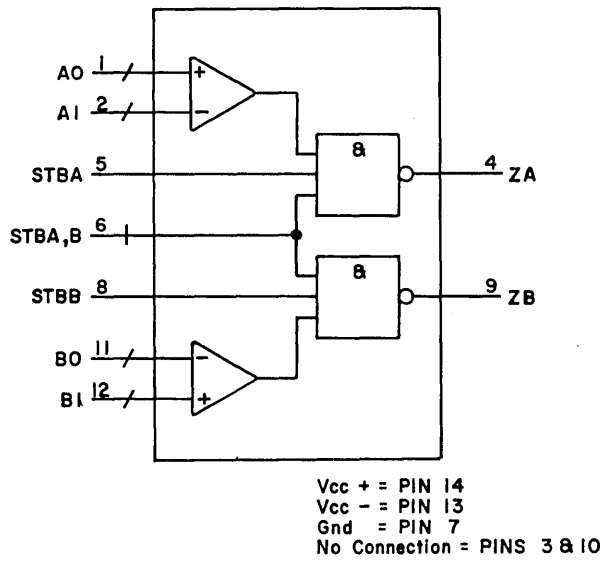 A0 1
+
A1 2
-
&
STBA 5
4 ZA
STBA,B 6
&
STBB 8
9 ZB
B0 11
-
B1 12
+
Vcc + = PIN 14
Vcc - = PIN 13
Gnd = PIN 7
No Connection = PINS 3 & 10